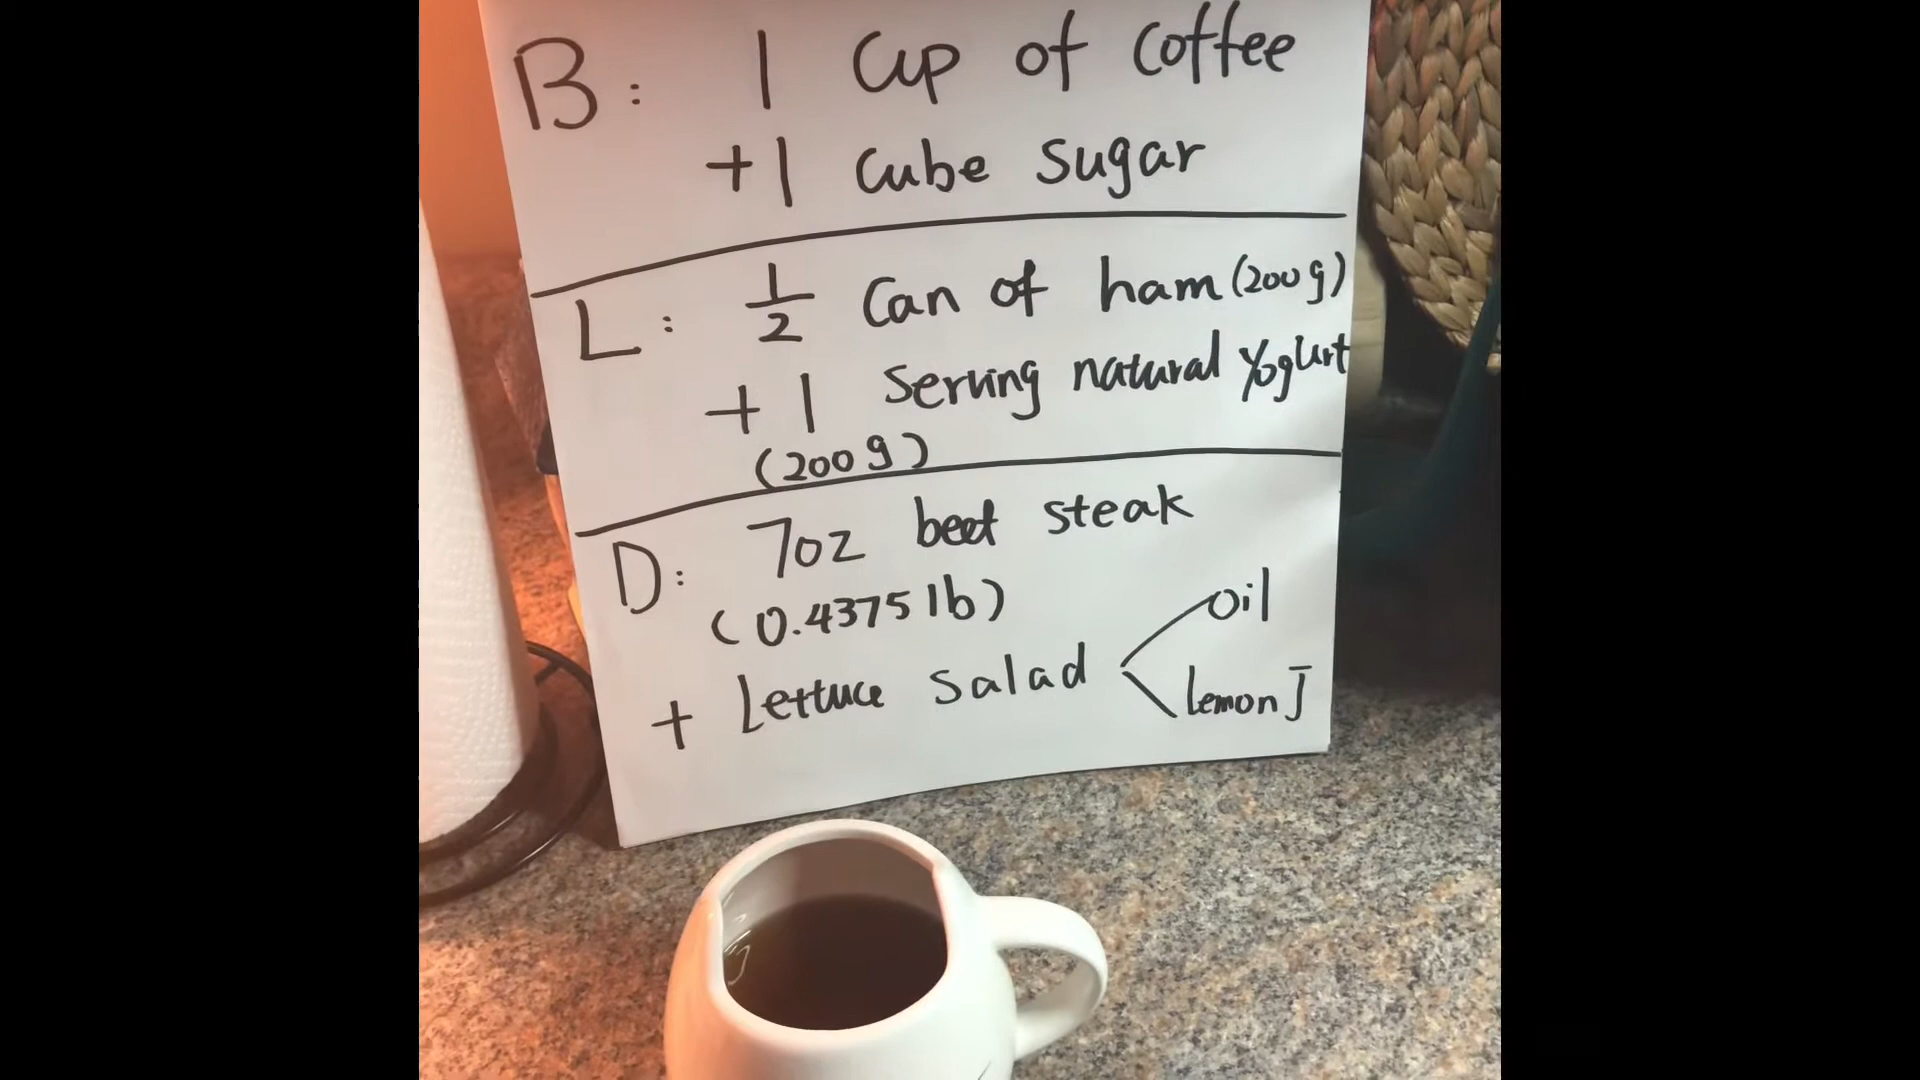 B: 1 Cup of coffee
+1 cube sugar
L: 1/2 Can of ham (200g)
+1 Serving natural yogurt
(200g)
D: 7oz beef steak
(0.4375 lb)
+ Lettuce salad < oil
lemon J